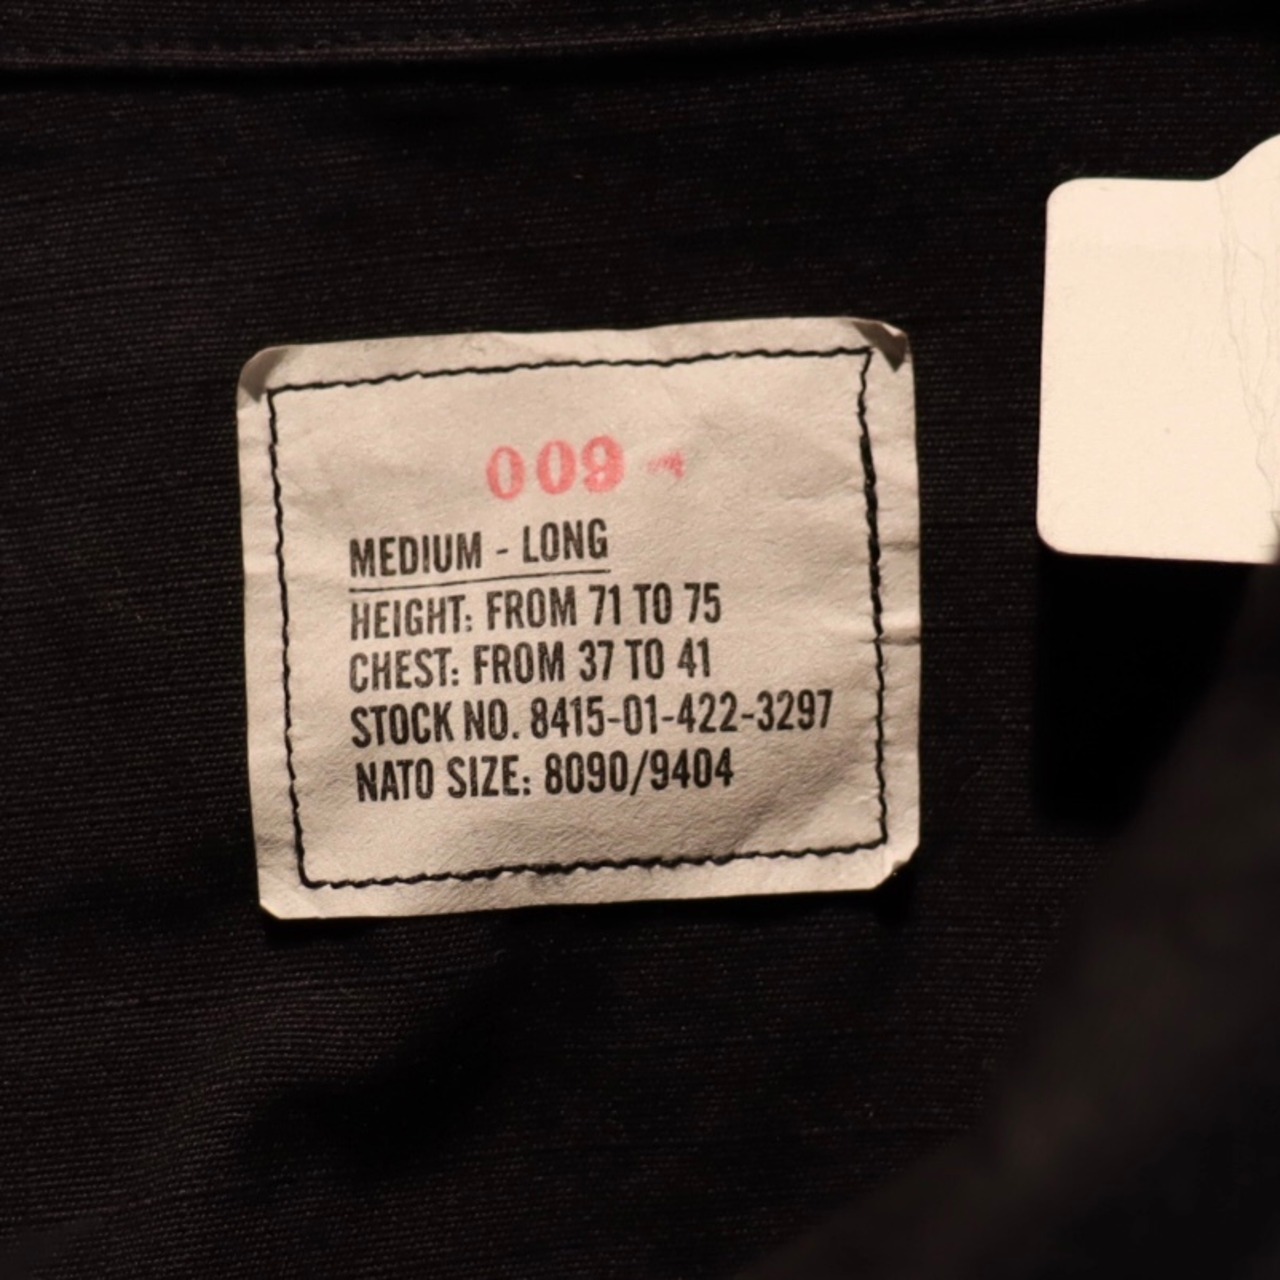 009
MEDIUM - LONG
HEIGHT: FROM 71 TO 75
CHEST: FROM 37 TO 41
STOCK NO. 8415-01-422-3297
NATO SIZE: 8090/9404